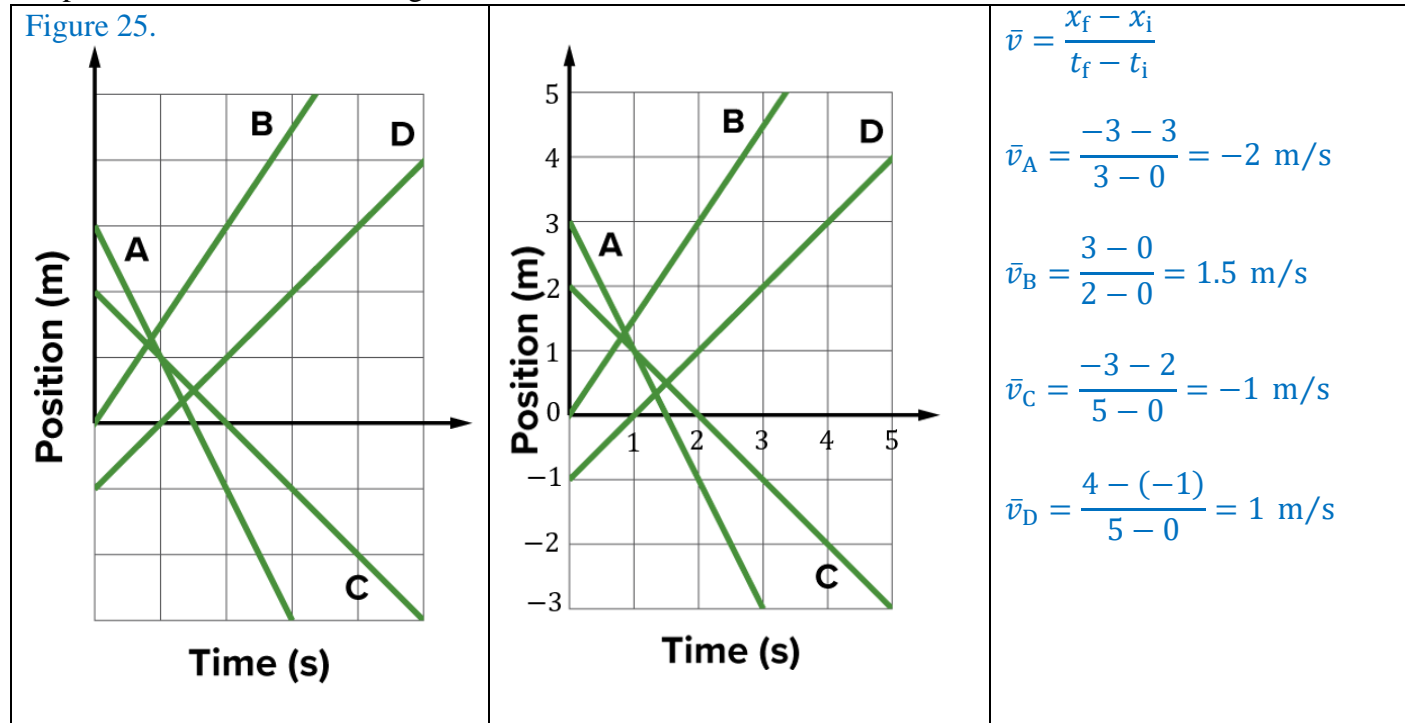 Figure 25.
B
D
A
C
Position (m)
Time (s)
5
4
3
2
1
0
−1
−2
−3
1 2 3 4 5
B
D
A
C
Position (m)
Time (s)
v̄ = (x_f − x_i)/(t_f − t_i)
v̄_A = (−3 − 3)/(3 − 0) = −2 m/s
v̄_B = (3 − 0)/(2 − 0) = 1.5 m/s
v̄_C = (−3 − 2)/(5 − 0) = −1 m/s
v̄_D = (4 − (−1))/(5 − 0) = 1 m/s